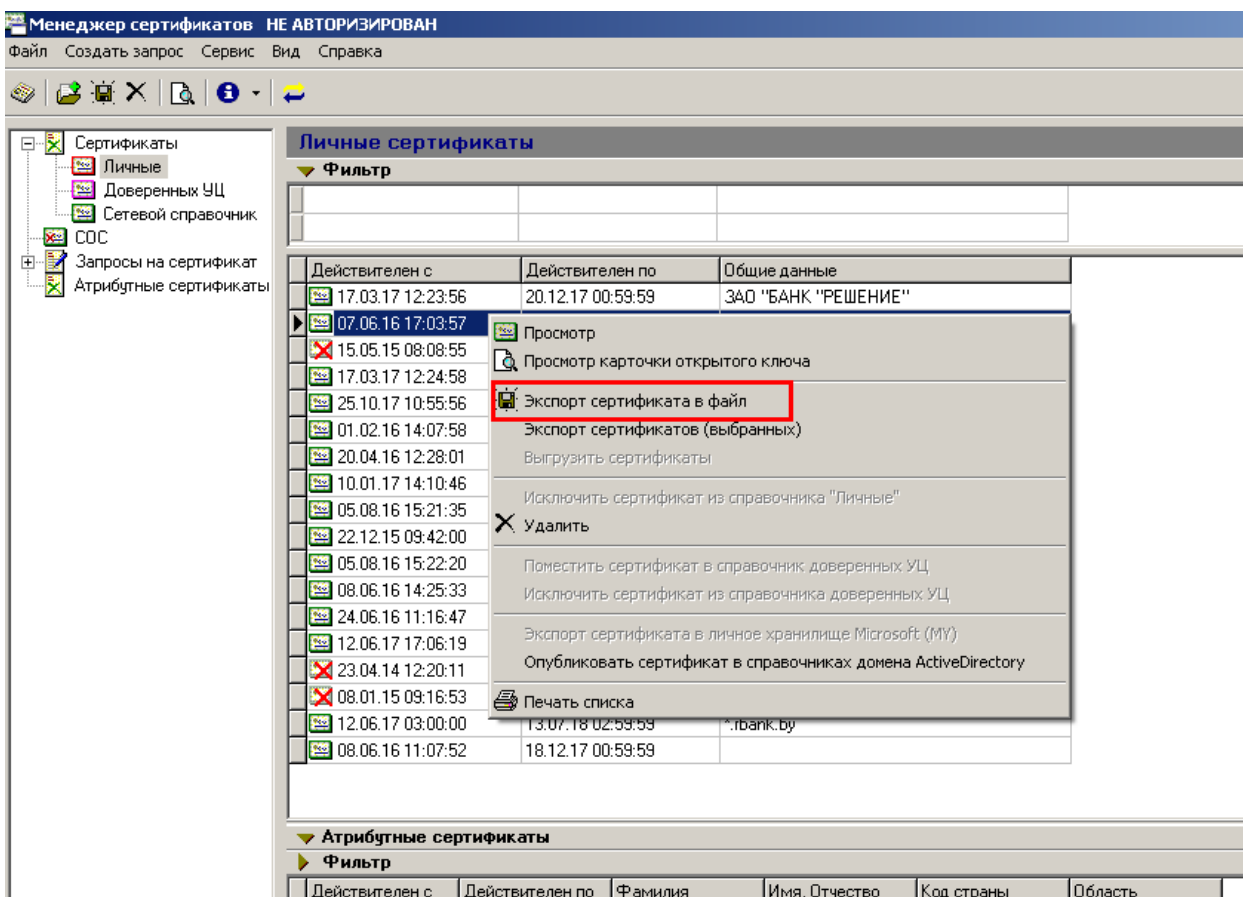 Менеджер сертификатов НЕ АВТОРИЗИРОВАН
Файл Создать запрос Сервис Вид Справка
Сертификаты
Личные
Доверенных УЦ
Сетевой справочник
СОС
Запросы на сертификат
Атрибутные сертификаты
Личные сертификаты
Фильтр
Действителен с Действителен по Общие данные
17.03.17 12:23:56 20.12.17 00:59:59 ЗАО "БАНК "РЕШЕНИЕ"
07.06.16 17:03:57
15.05.15 08:08:55
17.03.17 12:24:58
25.10.17 10:55:56
01.02.16 14:07:58
20.04.16 12:28:01
10.01.17 14:10:46
05.08.16 15:21:35
22.12.15 09:42:00
05.08.16 15:22:20
08.06.16 14:25:33
24.06.16 11:16:47
12.06.17 17:06:19
23.04.14 12:20:11
08.01.15 09:16:53
12.06.17 03:00:00 13.07.18 02:59:59 *.rbank.by
08.06.16 11:07:52 18.12.17 00:59:59
Просмотр
Просмотр карточки открытого ключа
Экспорт сертификата в файл
Экспорт сертификатов (выбранных)
Выгрузить сертификаты
Исключить сертификат из справочника "Личные"
Удалить
Поместить сертификат в справочник доверенных УЦ
Исключить сертификат из справочника доверенных УЦ
Экспорт сертификата в личное хранилище Microsoft (MY)
Опубликовать сертификат в справочниках домена ActiveDirectory
Печать списка
Атрибутные сертификаты
Фильтр
Действителен с Действителен по Фамилия Имя, Отчество Код страны Область